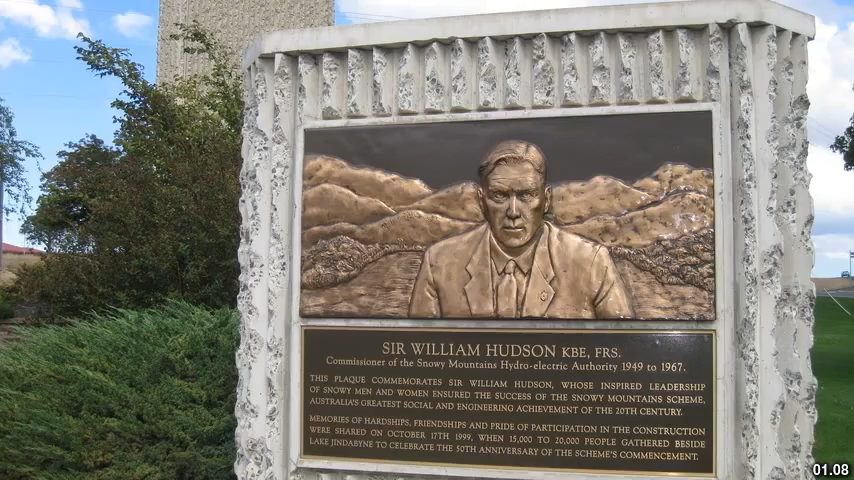 SIR WILLIAM HUDSON KBE, FRS.
Commissioner of the Snowy Mountains Hydro-electric Authority 1949 to 1967.
THIS PLAQUE COMMEMORATES SIR WILLIAM HUDSON, WHOSE INSPIRED LEADERSHIP
OF SNOWY MEN AND WOMEN ENSURED THE SUCCESS OF THE SNOWY MOUNTAINS SCHEME,
AUSTRALIA'S GREATEST SOCIAL AND ENGINEERING ACHIEVEMENT OF THE 20TH CENTURY.
MEMORIES OF HARDSHIPS, FRIENDSHIPS AND PRIDE OF PARTICIPATION IN THE CONSTRUCTION
WERE SHARED ON OCTOBER 17TH 1999, WHEN 15,000 TO 20,000 PEOPLE GATHERED BESIDE
LAKE JINDABYNE TO CELEBRATE THE 50TH ANNIVERSARY OF THE SCHEME'S COMMENCEMENT.
01.08